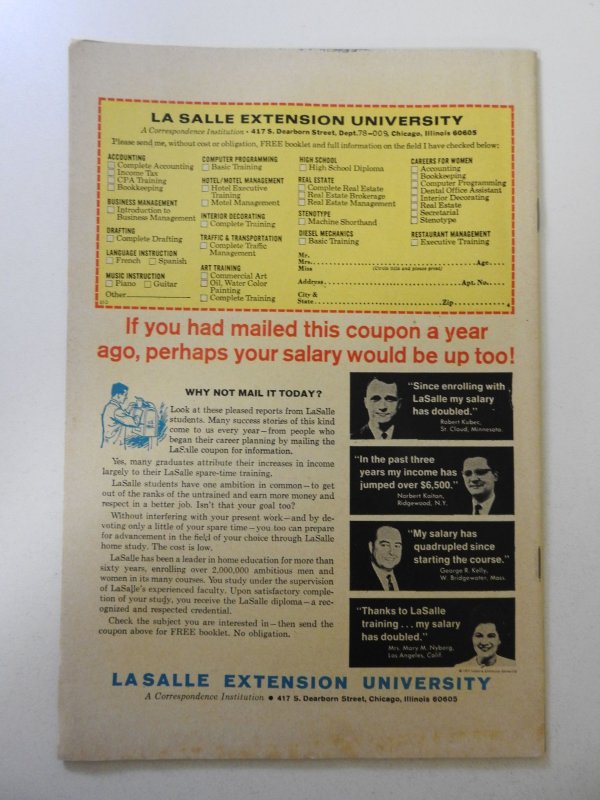 LA SALLE EXTENSION UNIVERSITY
A Correspondence Institution • 417 S. Dearborn Street, Dept. 78-009, Chicago, Illinois 60605
Please send me, without cost or obligation, FREE booklet and full information on the field I have checked below:
ACCOUNTING
Complete Accounting
Income Tax
CPA Training
Bookkeeping
BUSINESS MANAGEMENT
Introduction to
Business Management
DRAFTING
Complete Drafting
LANGUAGE INSTRUCTION
French Spanish
MUSIC INSTRUCTION
Piano Guitar
Other
COMPUTER PROGRAMMING
Basic Training
HOTEL/MOTEL MANAGEMENT
Hotel Executive
Training
Motel Management
INTERIOR DECORATING
Complete Training
TRAFFIC & TRANSPORTATION
Complete Traffic
Management
ART TRAINING
Commercial Art
Oil, Water Color
Painting
Complete Training
HIGH SCHOOL
High School Diploma
REAL ESTATE
Complete Real Estate
Real Estate Brokerage
Real Estate Management
STENOTYPE
Machine Shorthand
DIESEL MECHANICS
Basic Training
CAREERS FOR WOMEN
Accounting
Bookkeeping
Computer Programming
Dental Office Assistant
Interior Decorating
Real Estate
Secretarial
Stenotype
RESTAURANT MANAGEMENT
Executive Training
Mr.
Mrs. Age
Miss (Circle title and please print)
Address Apt. No.
City &
State Zip 4
If you had mailed this coupon a year
ago, perhaps your salary would be up too!
WHY NOT MAIL IT TODAY?
Look at these pleased reports from LaSalle
students. Many success stories of this kind
come to us every year—from people who
began their career planning by mailing the
LaSalle coupon for information.
Yes, many graduates attribute their increases in income
largely to their LaSalle spare-time training.
LaSalle students have one ambition in common—to get
out of the ranks of the untrained and earn more money and
respect in a better job. Isn't that your goal too?
Without interfering with your present work—and by de-
voting only a little of your spare time—you too can prepare
for advancement in the field of your choice through LaSalle
home study. The cost is low.
LaSalle has been a leader in home education for more than
sixty years, enrolling over 2,000,000 ambitious men and
women in its many courses. You study under the supervision
of LaSalle's experienced faculty. Upon satisfactory comple-
tion of your study, you receive the LaSalle diploma—a rec-
ognized and respected credential.
Check the subject you are interested in—then send the
coupon above for FREE booklet. No obligation.
"Since enrolling with
LaSalle my salary
has doubled."
Robert Kubec,
St. Cloud, Minnesota.
"In the past three
years my income has
jumped over $6,500."
Norbert Kaitan,
Ridgewood, N.Y.
"My salary has
quadrupled since
starting the course."
George R. Kelly,
W. Bridgewater, Mass.
"Thanks to LaSalle
training . . . my salary
has doubled."
Mrs. Mary M. Nyberg,
Los Angeles, Calif.
LA SALLE EXTENSION UNIVERSITY
A Correspondence Institution • 417 S. Dearborn Street, Chicago, Illinois 60605